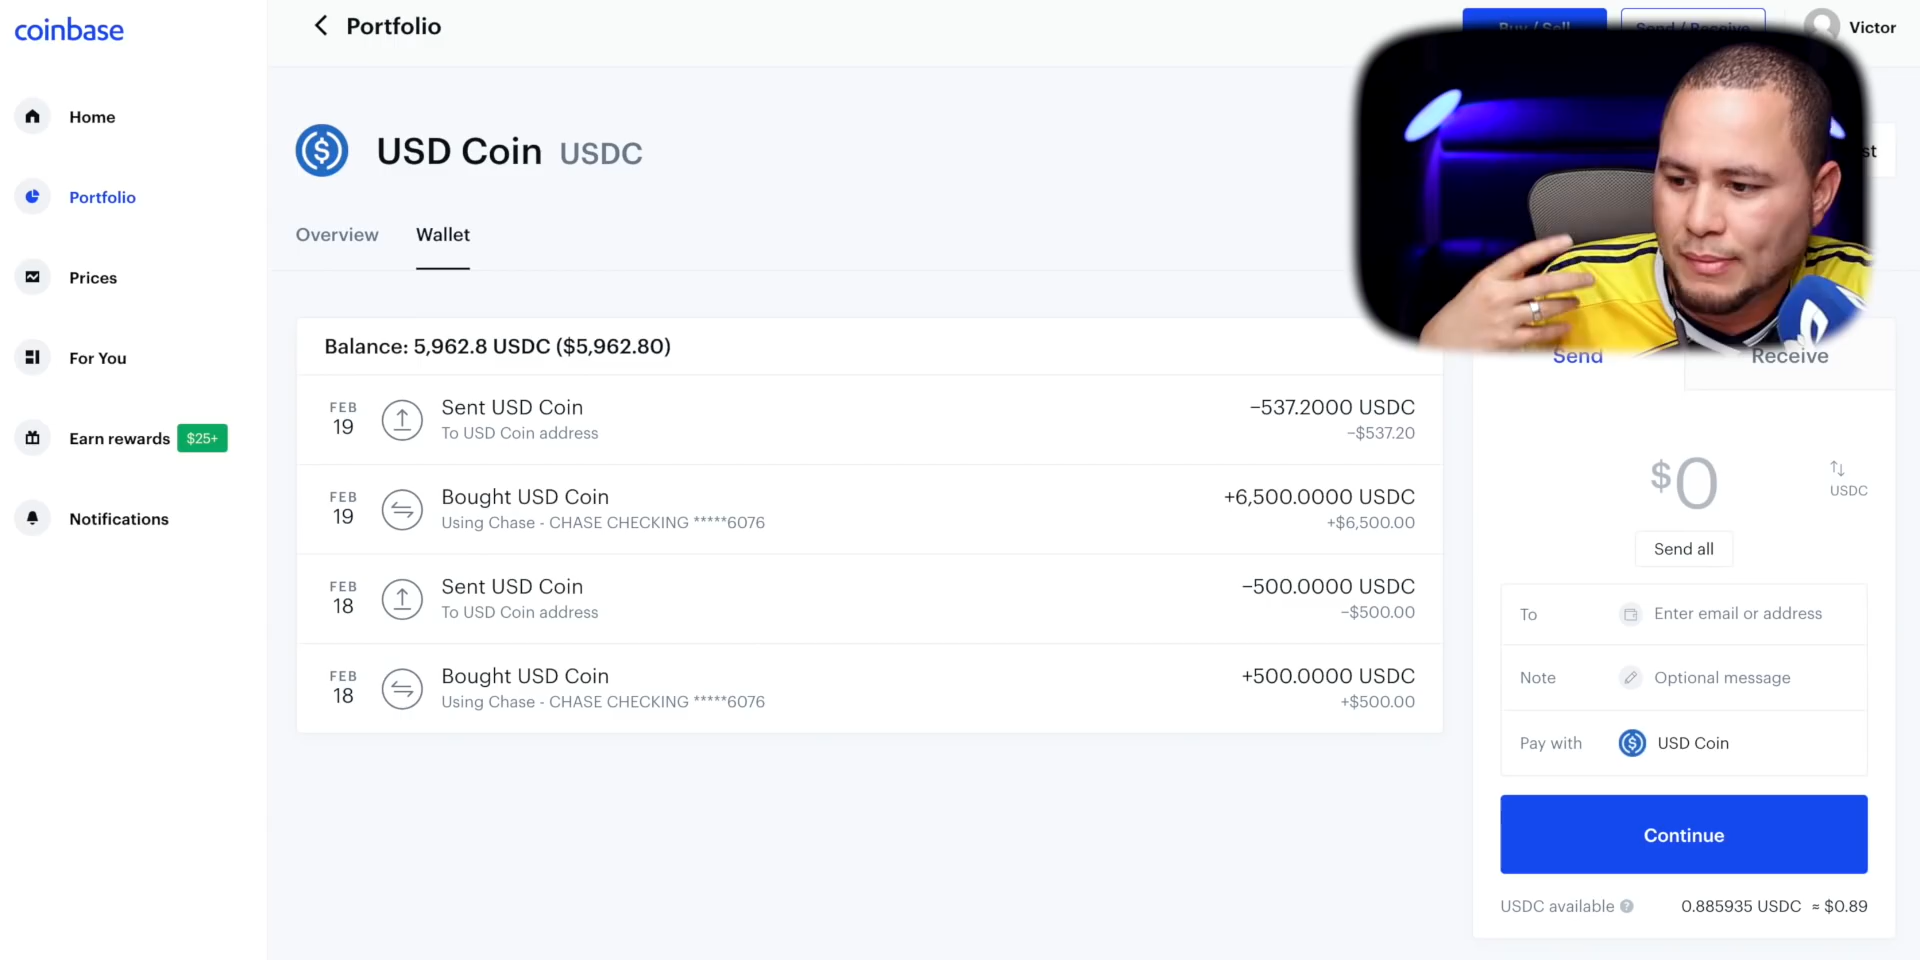 coinbase
Home
Portfolio
Prices
For You
Earn rewards $25+
Notifications
Portfolio
Buy / Sell
Send / Receive
Victor
USD Coin USDC
Overview
Wallet
Balance: 5,962.8 USDC ($5,962.80)
FEB
19
Sent USD Coin
To USD Coin address
−537.2000 USDC
−$537.20
FEB
19
Bought USD Coin
Using Chase - CHASE CHECKING *****6076
+6,500.0000 USDC
+$6,500.00
FEB
18
Sent USD Coin
To USD Coin address
−500.0000 USDC
−$500.00
FEB
18
Bought USD Coin
Using Chase - CHASE CHECKING *****6076
+500.0000 USDC
+$500.00
Send
Receive
$0
USDC
Send all
To
Enter email or address
Note
Optional message
Pay with
USD Coin
Continue
USDC available
0.885935 USDC ≈ $0.89